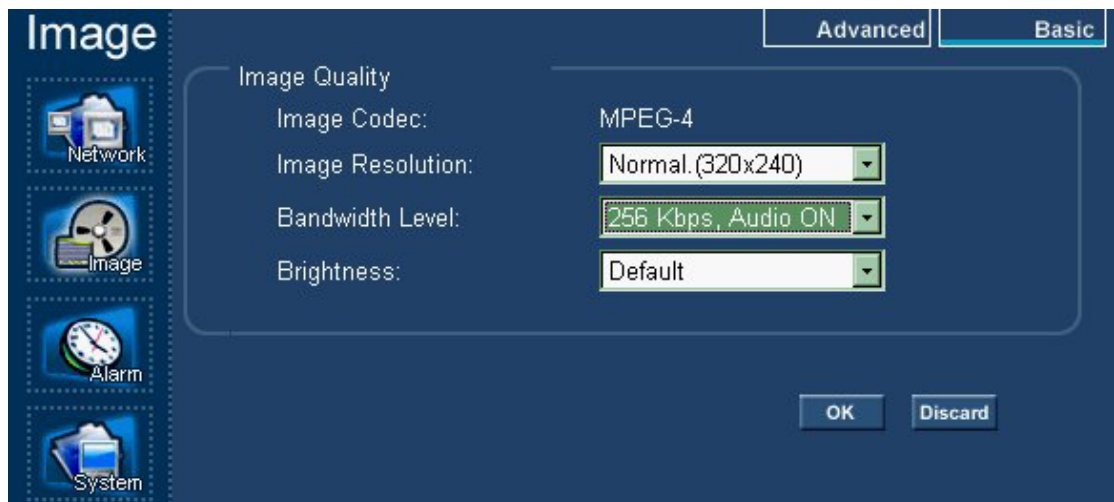 Image
Advanced
Basic
Network
Image
Alarm
System
Image Quality
Image Codec: MPEG-4
Image Resolution: Normal.(320x240)
Bandwidth Level: 256 Kbps, Audio ON
Brightness: Default
OK
Discard